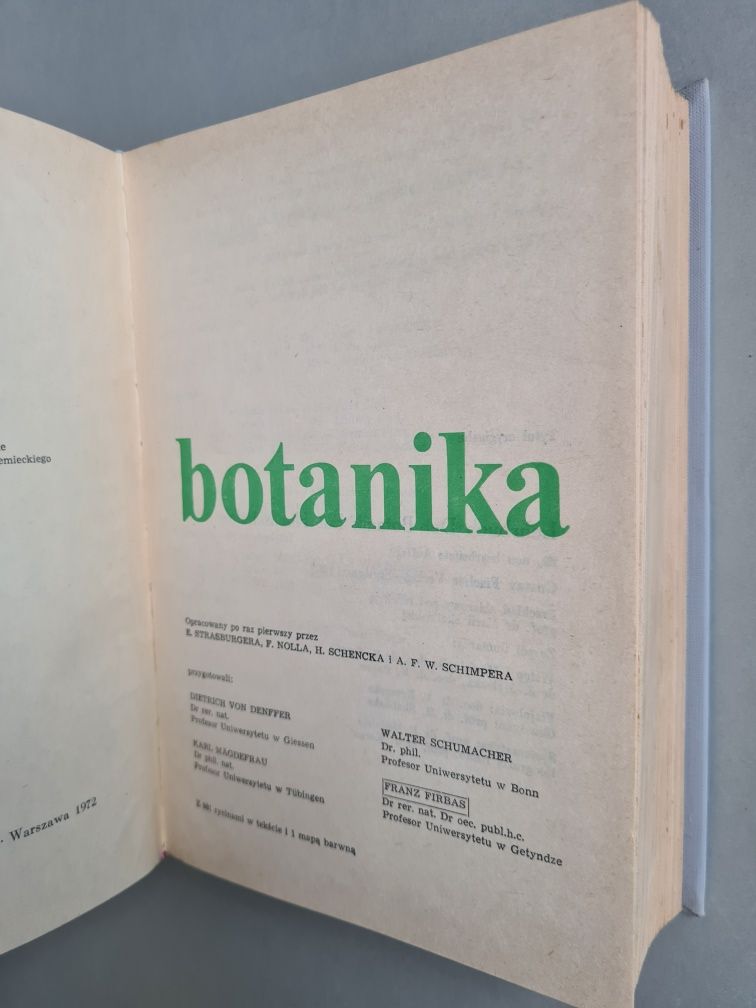 emieckiego
. Warszawa 1972
botanika
Opracowany po raz pierwszy przez
E. STRASBURGERA, F. NOLLA, H. SCHENCKA i A. F. W. SCHIMPERA
przygotowali:
DIETRICH VON DENFFER
Dr rer. nat.
Profesor Uniwersytetu w Giessen
KARL MÄGDEFRAU
Dr phil. nat.
Profesor Uniwersytetu w Tübingen
WALTER SCHUMACHER
Dr. phil.
Profesor Uniwersytetu w Bonn
FRANZ FIRBAS
Dr rer. nat. Dr oec. publ.h.c.
Profesor Uniwersytetu w Getyndze
Z rycinami w tekście i 1 mapą barwną